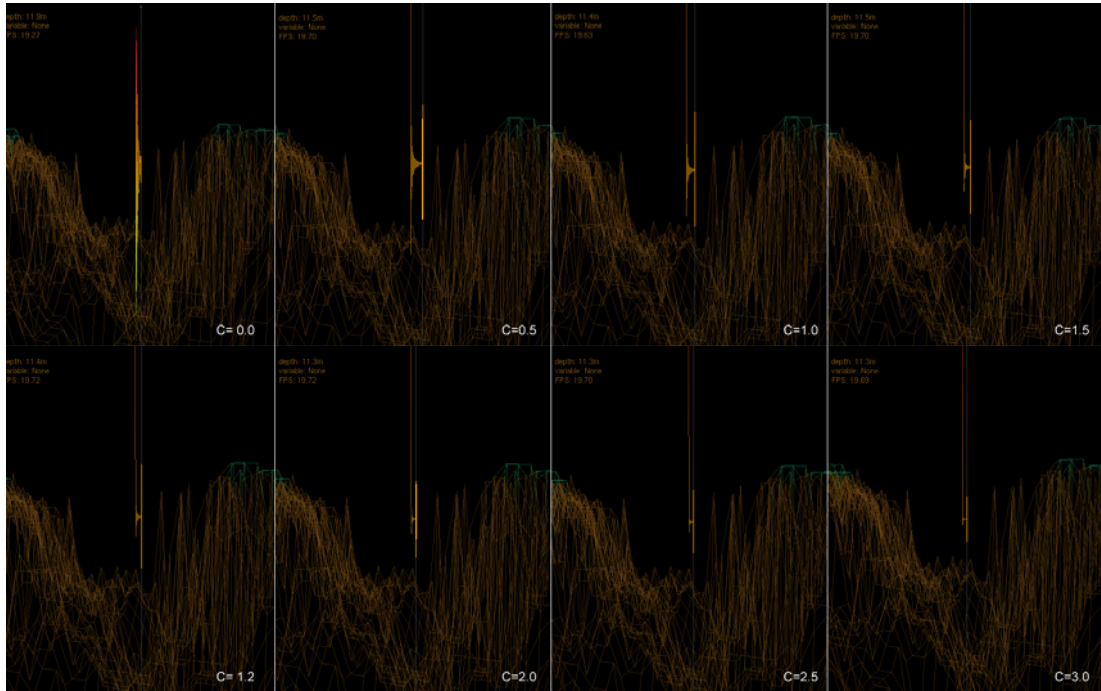 epth: 11.8m
variable: None
FPS: 19.27
C= 0.0
depth: 11.5m
variable: None
FPS: 19.70
C=0.5
depth: 11.4m
variable: None
FPS: 19.63
C=1.0
depth: 11.5m
variable: None
FPS: 19.70
C=1.5
epth: 11.4m
variable: None
FPS: 19.72
C= 1.2
depth: 11.3m
variable: None
FPS: 19.72
C=2.0
depth: 11.3m
variable: None
FPS: 19.70
C=2.5
depth: 11.3m
variable: None
FPS: 19.69
C=3.0